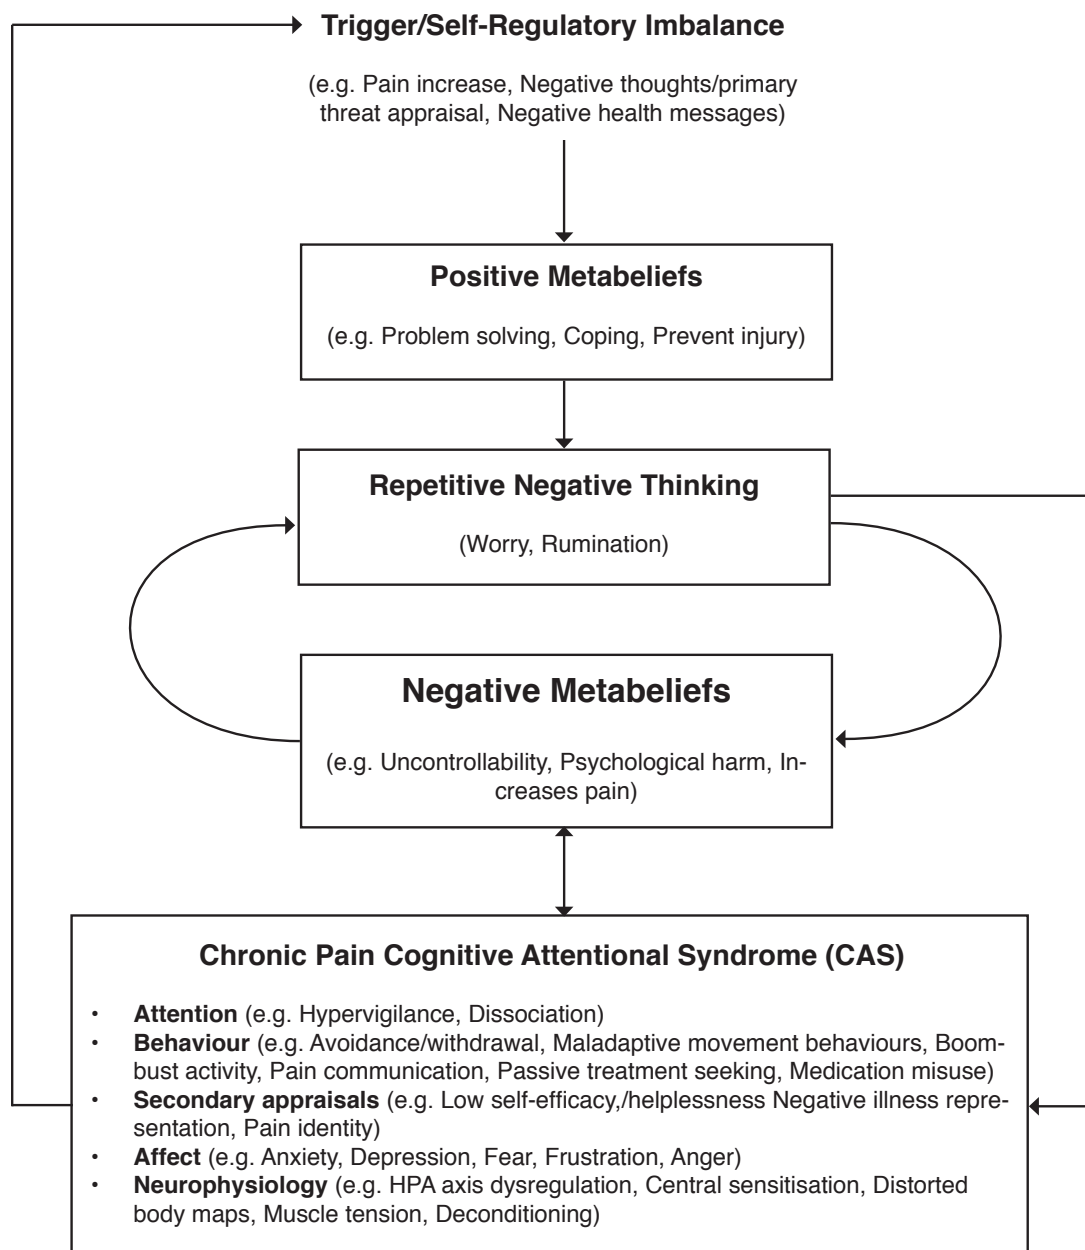 Trigger/Self-Regulatory Imbalance
(e.g. Pain increase, Negative thoughts/primary
threat appraisal, Negative health messages)
Positive Metabeliefs
(e.g. Problem solving, Coping, Prevent injury)
Repetitive Negative Thinking
(Worry, Rumination)
Negative Metabeliefs
(e.g. Uncontrollability, Psychological harm, In-
creases pain)
Chronic Pain Cognitive Attentional Syndrome (CAS)
• Attention (e.g. Hypervigilance, Dissociation)
• Behaviour (e.g. Avoidance/withdrawal, Maladaptive movement behaviours, Boom-
bust activity, Pain communication, Passive treatment seeking, Medication misuse)
• Secondary appraisals (e.g. Low self-efficacy,/helplessness Negative illness repre-
sentation, Pain identity)
• Affect (e.g. Anxiety, Depression, Fear, Frustration, Anger)
• Neurophysiology (e.g. HPA axis dysregulation, Central sensitisation, Distorted
body maps, Muscle tension, Deconditioning)